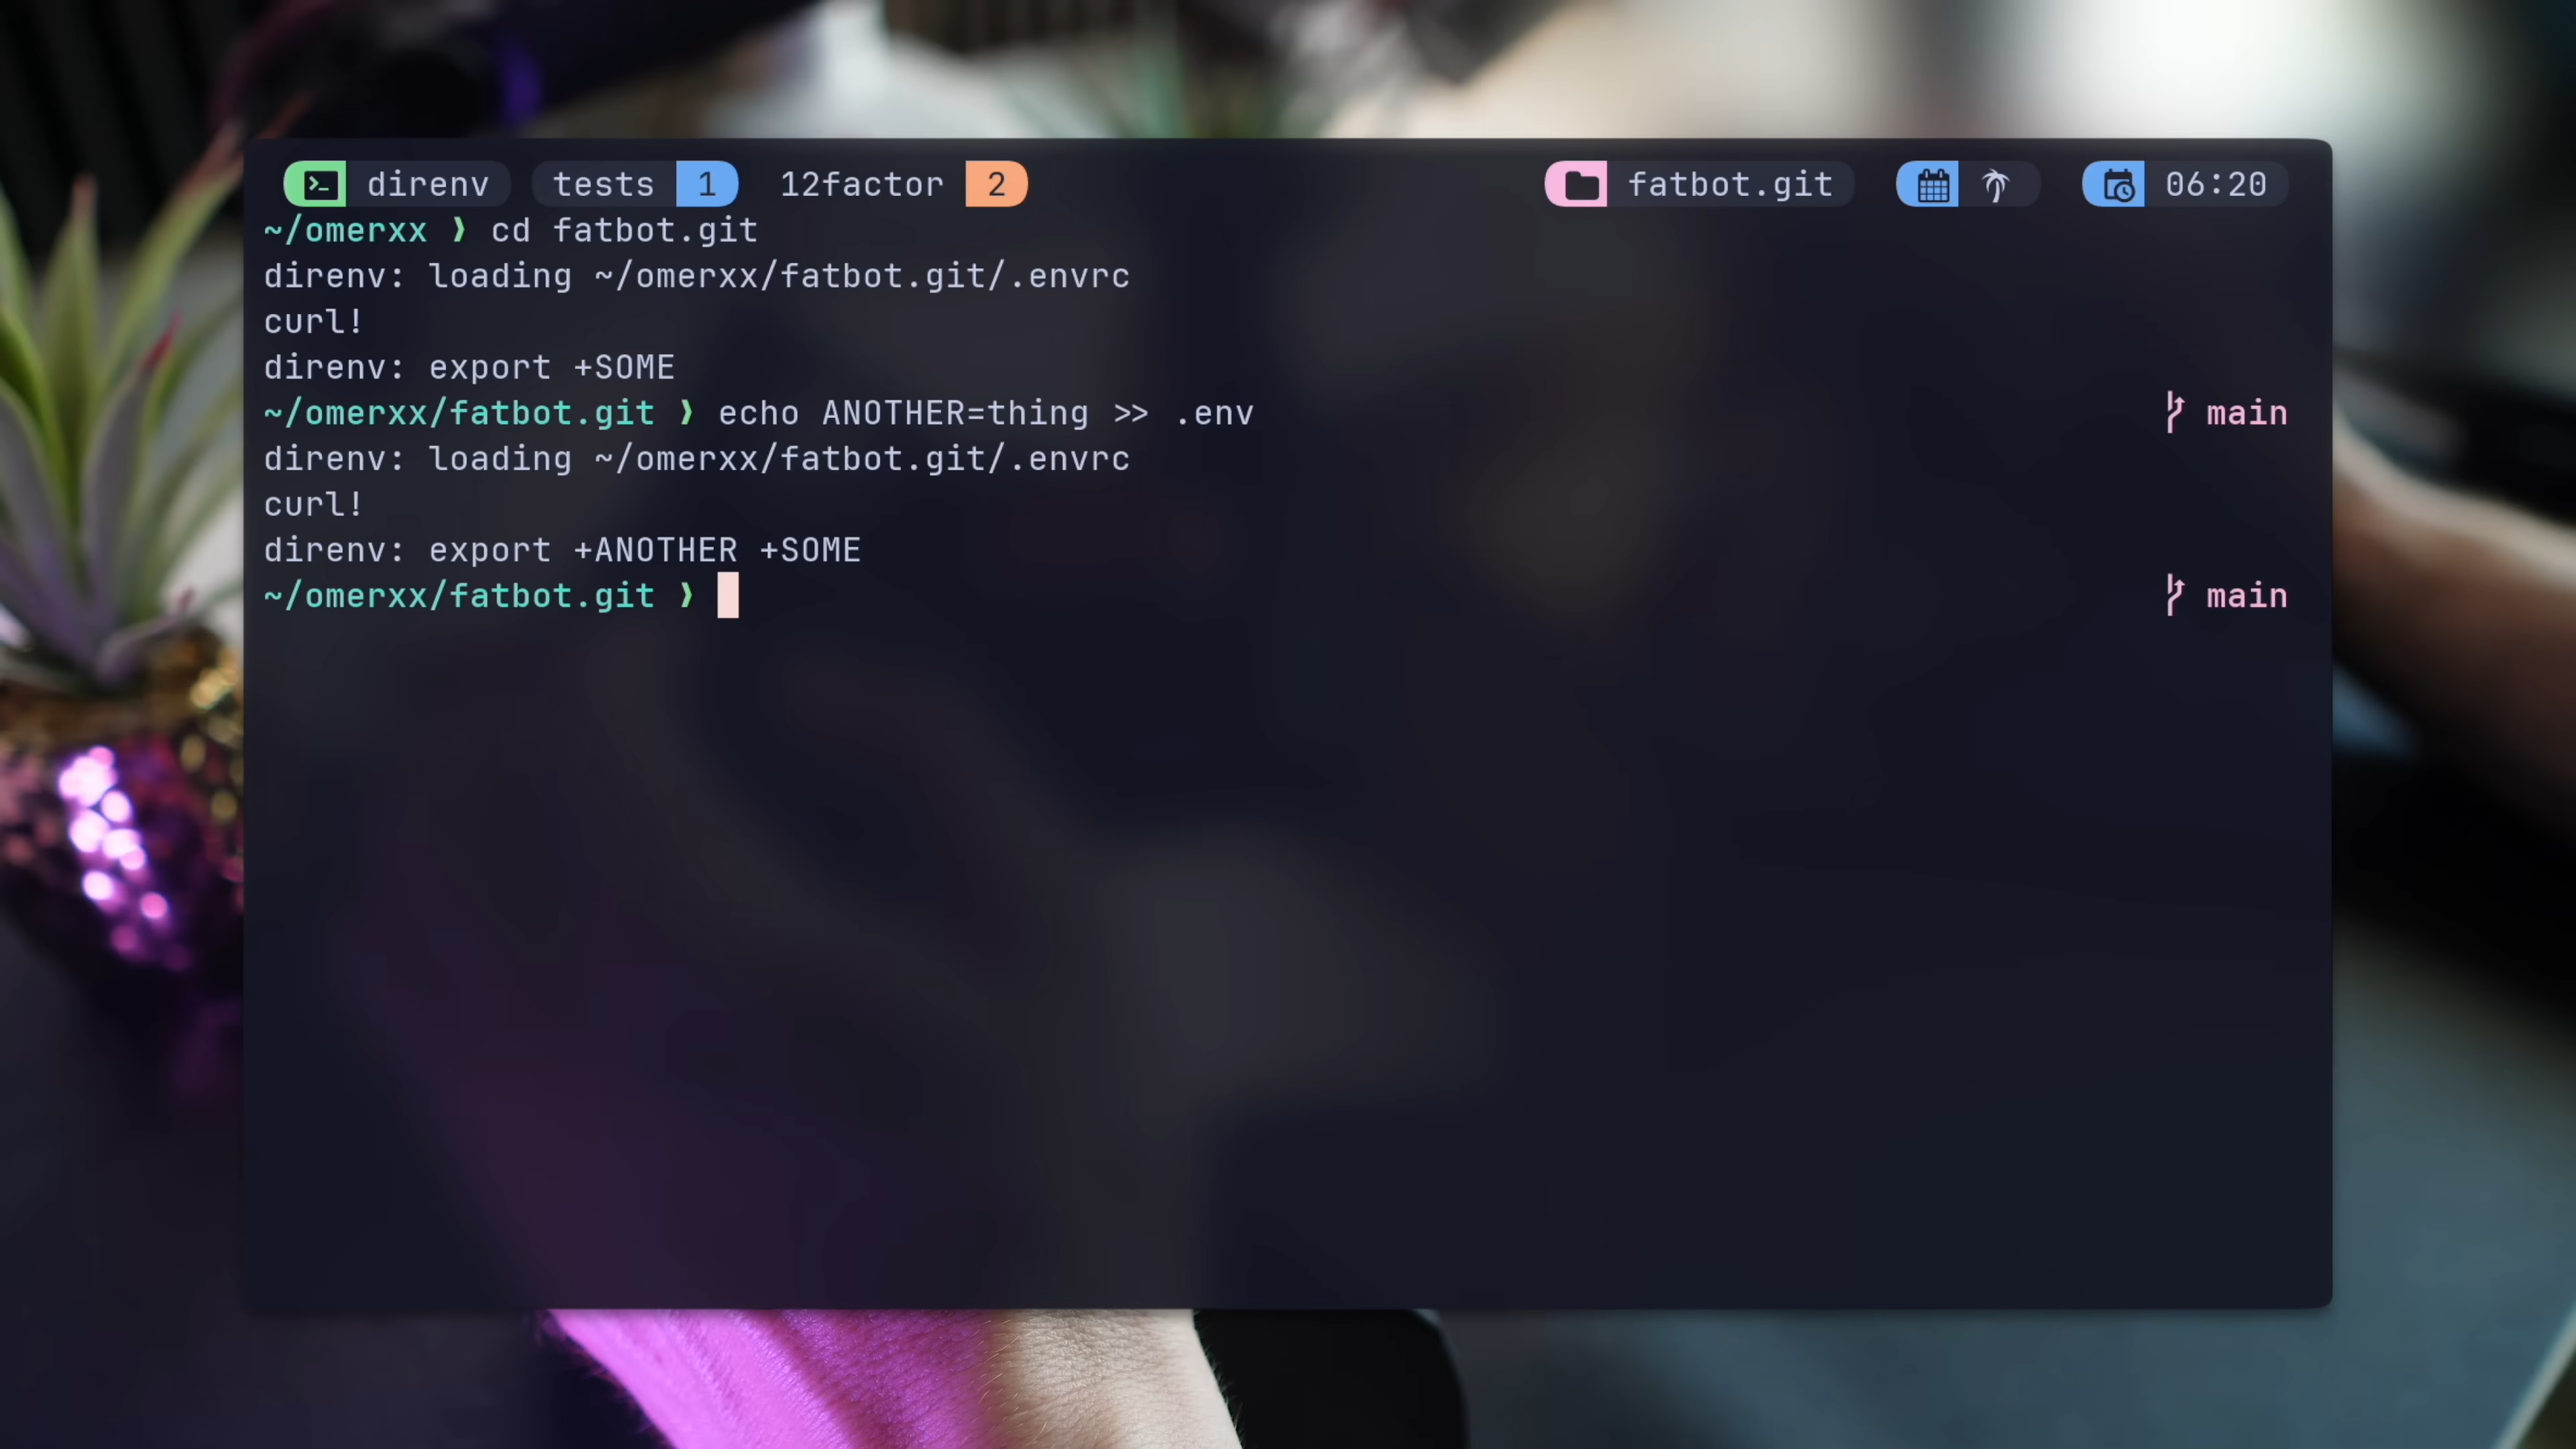 direnv tests 1 12factor 2 fatbot.git 06:20
~/omerxx ❱ cd fatbot.git
direnv: loading ~/omerxx/fatbot.git/.envrc
curl!
direnv: export +SOME
~/omerxx/fatbot.git ❱ echo ANOTHER=thing >> .env main
direnv: loading ~/omerxx/fatbot.git/.envrc
curl!
direnv: export +ANOTHER +SOME
~/omerxx/fatbot.git ❱ main